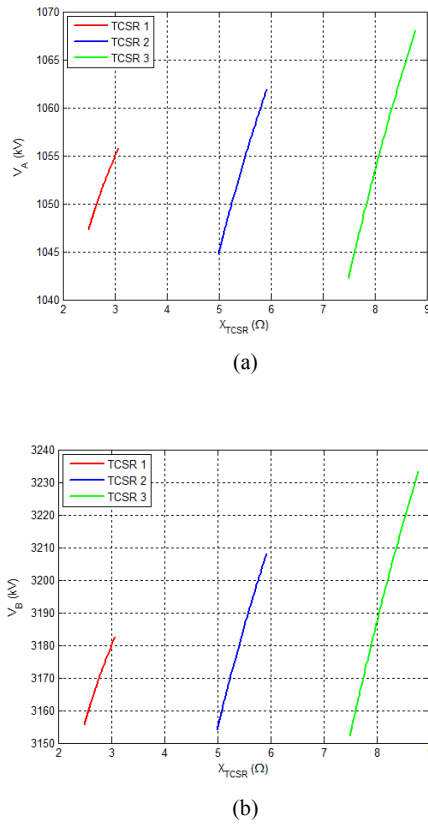 1070
1065
1060
1055
1050
1045
1040
V_A (kV)
TCSR 1
TCSR 2
TCSR 3
2 3 4 5 6 7 8 9
X_TCSR (Ω)
(a)
3240
3230
3220
3210
3200
3190
3180
3170
3160
3150
V_B (kV)
TCSR 1
TCSR 2
TCSR 3
2 3 4 5 6 7 8
X_TCSR (Ω)
(b)